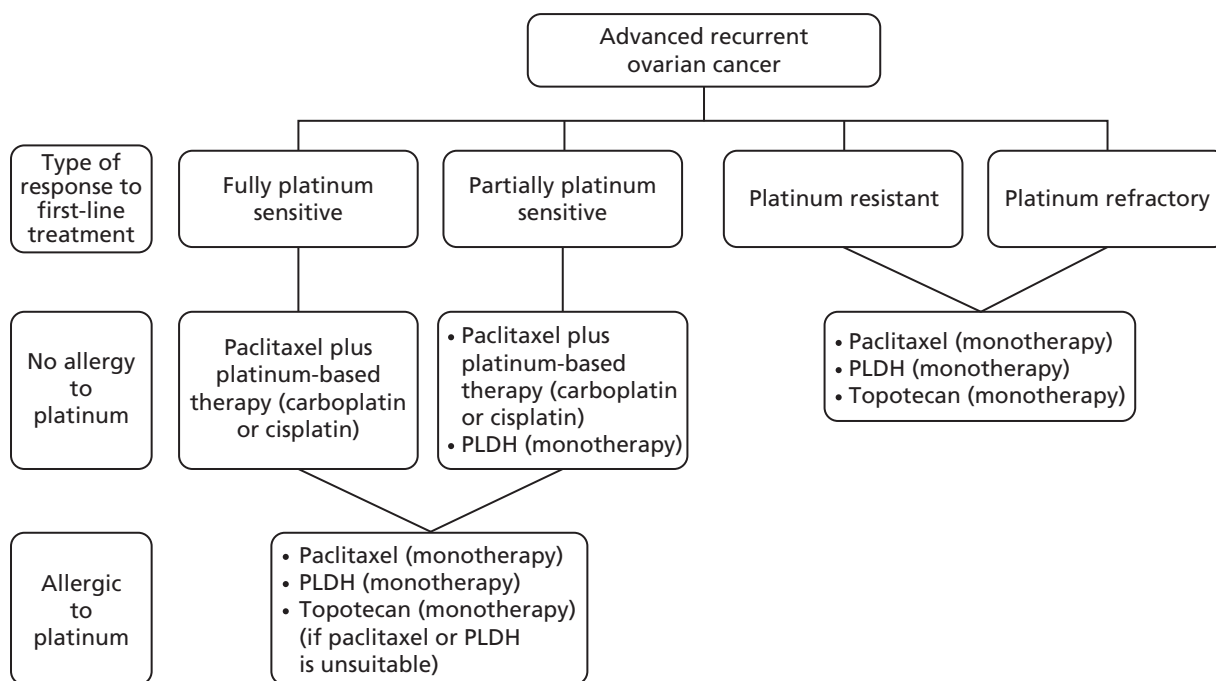 Advanced recurrent
ovarian cancer
Type of
response to
first-line
treatment
Fully platinum
sensitive
Partially platinum
sensitive
Platinum resistant
Platinum refractory
No allergy
to
platinum
Paclitaxel plus
platinum-based
therapy (carboplatin
or cisplatin)
• Paclitaxel plus
platinum-based
therapy (carboplatin
or cisplatin)
• PLDH (monotherapy)
• Paclitaxel (monotherapy)
• PLDH (monotherapy)
• Topotecan (monotherapy)
Allergic
to
platinum
• Paclitaxel (monotherapy)
• PLDH (monotherapy)
• Topotecan (monotherapy)
(if paclitaxel or PLDH
is unsuitable)